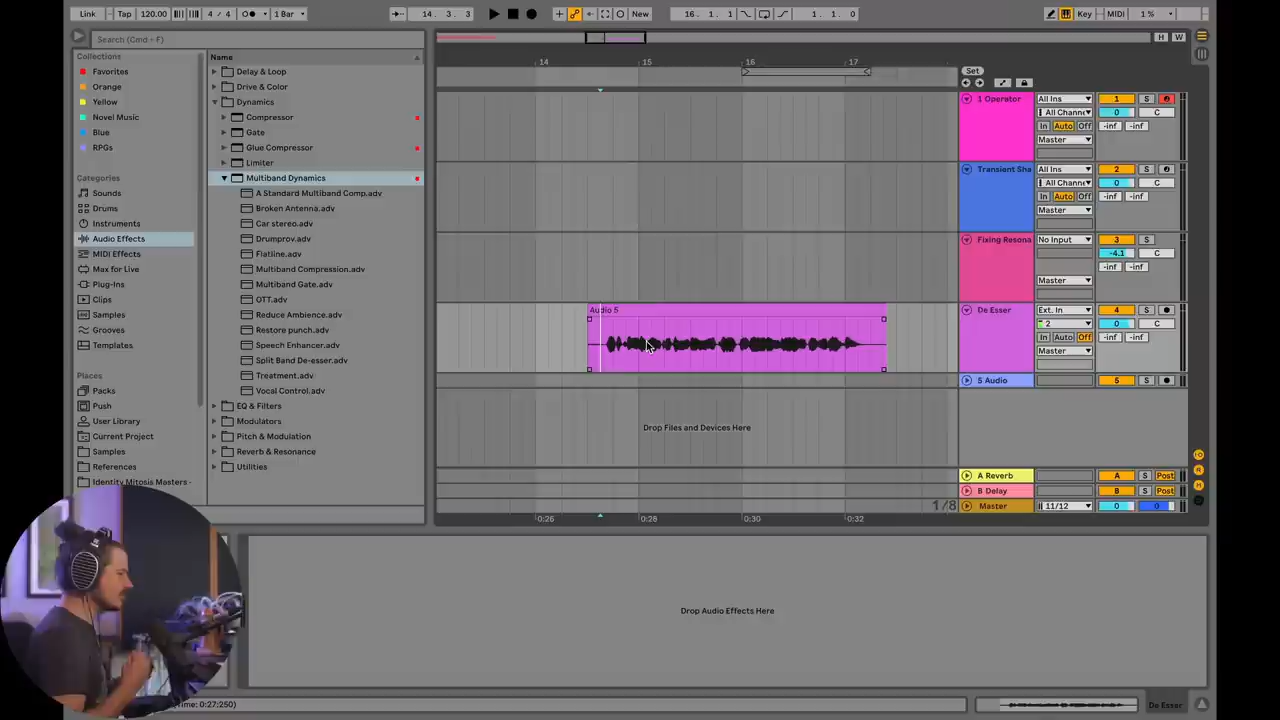 Link Tap 120.00 4 / 4 1 Bar 14. 3. 3 New 16. 1. 1 1. 1. 0 Key MIDI 1 %
Search (Cmd + F)
H W
Collections
Favorites
Orange
Yellow
Novel Music
Blue
RPGs
Categories
Sounds
Drums
Instruments
Audio Effects
MIDI Effects
Max for Live
Plug-Ins
Clips
Samples
Grooves
Templates
Places
Packs
Push
User Library
Current Project
Samples
References
Identity Mitosis Masters -
Name
Delay & Loop
Drive & Color
Dynamics
Compressor
Gate
Glue Compressor
Limiter
Multiband Dynamics
A Standard Multiband Comp.adv
Broken Antenna.adv
Car stereo.adv
Drumprov.adv
Flatline.adv
Multiband Compression.adv
Multiband Gate.adv
OTT.adv
Reduce Ambience.adv
Restore punch.adv
Speech Enhancer.adv
Split Band De-esser.adv
Treatment.adv
Vocal Control.adv
EQ & Filters
Modulators
Pitch & Modulation
Reverb & Resonance
Utilities
14 15 16 17
Set
1 Operator All Ins 1 S
All Channe 0 C
In Auto Off -inf -inf
Master
Transient Sha All Ins 2 S
All Channe 0 C
In Auto Off -inf -inf
Master
Fixing Resona No Input 3 S
-4.1 C
-inf -inf
Master
Audio 5
De Esser Ext. In 4 S
2 0 C
In Auto Off -inf -inf
Master
5 Audio 5 S
Drop Files and Devices Here
A Reverb A S Post
B Delay B S Post
1/8 Master 11/12 0 0
0:26 0:28 0:30 0:32
Drop Audio Effects Here
e: 0:27:250)
De Esser